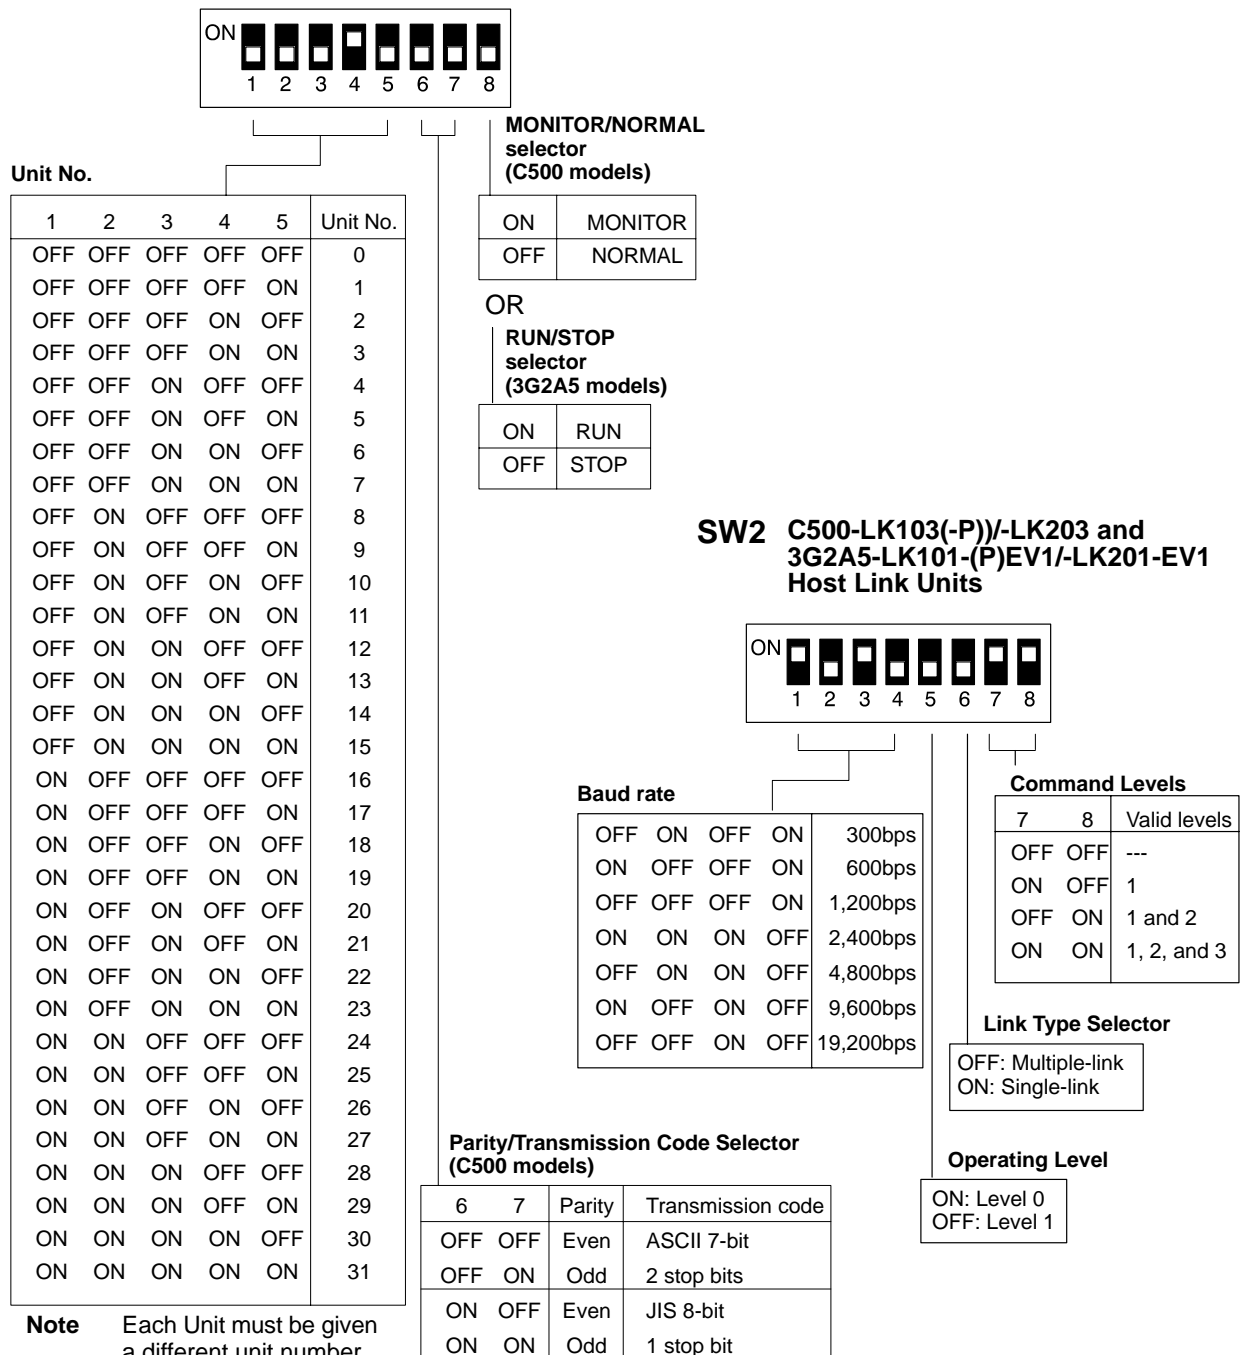 ON
1 2 3 4 5 6 7 8
MONITOR/NORMAL
selector
(C500 models)
ON MONITOR
OFF NORMAL
OR
RUN/STOP
selector
(3G2A5 models)
ON RUN
OFF STOP
Unit No.
1 2 3 4 5 Unit No.
OFF OFF OFF OFF OFF 0
OFF OFF OFF OFF ON 1
OFF OFF OFF ON OFF 2
OFF OFF OFF ON ON 3
OFF OFF ON OFF OFF 4
OFF OFF ON OFF ON 5
OFF OFF ON ON OFF 6
OFF OFF ON ON ON 7
OFF ON OFF OFF OFF 8
OFF ON OFF OFF ON 9
OFF ON OFF ON OFF 10
OFF ON OFF ON ON 11
OFF ON ON OFF OFF 12
OFF ON ON OFF ON 13
OFF ON ON ON OFF 14
OFF ON ON ON ON 15
ON OFF OFF OFF OFF 16
ON OFF OFF OFF ON 17
ON OFF OFF ON OFF 18
ON OFF OFF ON ON 19
ON OFF ON OFF OFF 20
ON OFF ON OFF ON 21
ON OFF ON ON OFF 22
ON OFF ON ON ON 23
ON ON OFF OFF OFF 24
ON ON OFF OFF ON 25
ON ON OFF ON OFF 26
ON ON OFF ON ON 27
ON ON ON OFF OFF 28
ON ON ON OFF ON 29
ON ON ON ON OFF 30
ON ON ON ON ON 31
Note Each Unit must be given
a different unit number
SW2 C500-LK103(-P))/-LK203 and
3G2A5-LK101-(P)EV1/-LK201-EV1
Host Link Units
ON
1 2 3 4 5 6 7 8
Baud rate
OFF ON OFF ON 300bps
ON OFF OFF ON 600bps
OFF OFF OFF ON 1,200bps
ON ON ON OFF 2,400bps
OFF ON ON OFF 4,800bps
ON OFF ON OFF 9,600bps
OFF OFF ON OFF 19,200bps
Command Levels
7 8 Valid levels
OFF OFF ---
ON OFF 1
OFF ON 1 and 2
ON ON 1, 2, and 3
Link Type Selector
OFF: Multiple-link
ON: Single-link
Operating Level
ON: Level 0
OFF: Level 1
Parity/Transmission Code Selector
(C500 models)
6 7 Parity Transmission code
OFF OFF Even ASCII 7-bit
OFF ON Odd 2 stop bits
ON OFF Even JIS 8-bit
ON ON Odd 1 stop bit